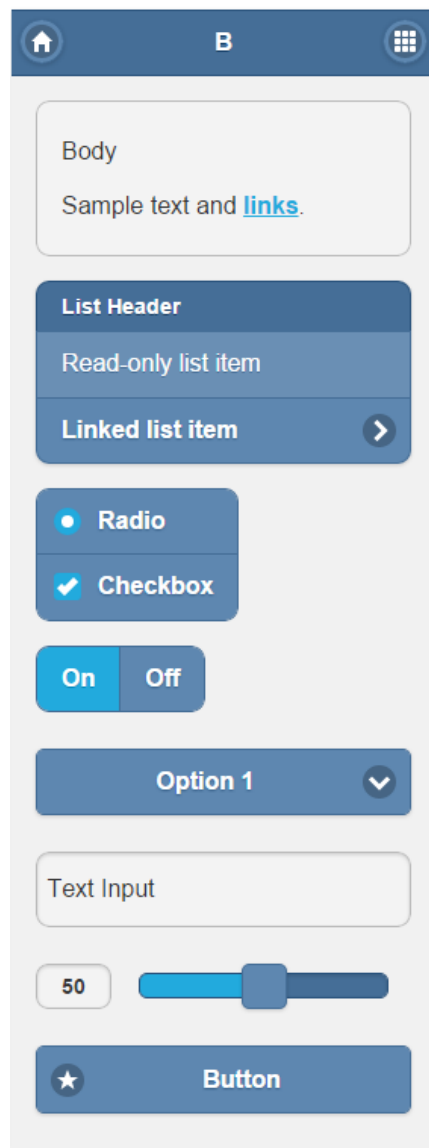 B
Body
Sample text and links.
List Header
Read-only list item
Linked list item
Radio
Checkbox
On Off
Option 1
Text Input
50
Button